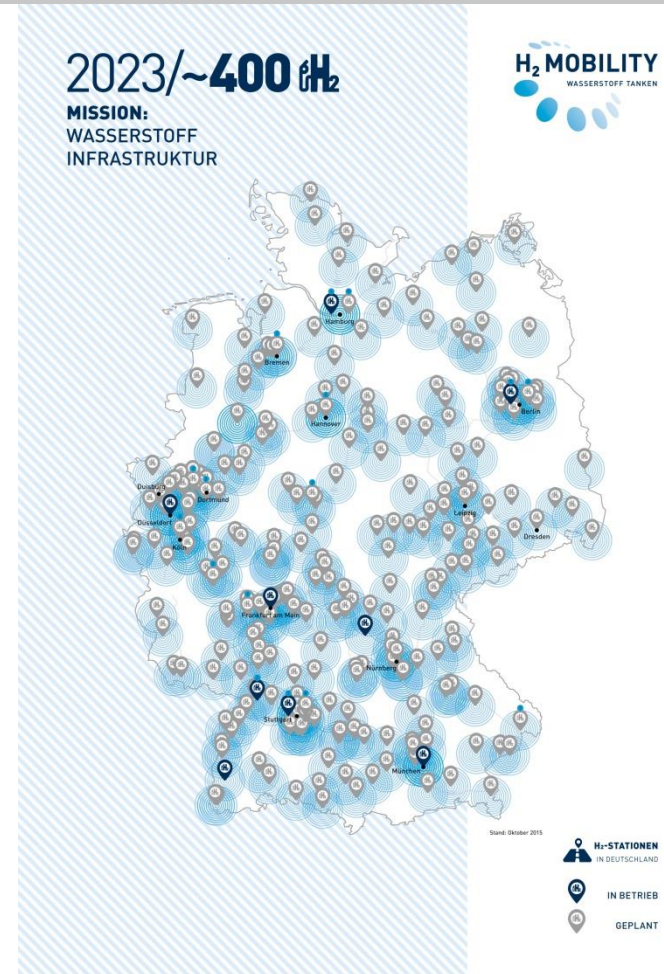 2023/~400 H₂
MISSION:
WASSERSTOFF
INFRASTRUKTUR
H₂ MOBILITY
WASSERSTOFF TANKEN
Hamburg
Bremen
Berlin
Hannover
Duisburg
Dortmund
Düsseldorf
Leipzig
Köln
Dresden
Frankfurt am Main
Nürnberg
Stuttgart
München
Stand: Oktober 2015
H₂-STATIONEN
IN DEUTSCHLAND
IN BETRIEB
GEPLANT